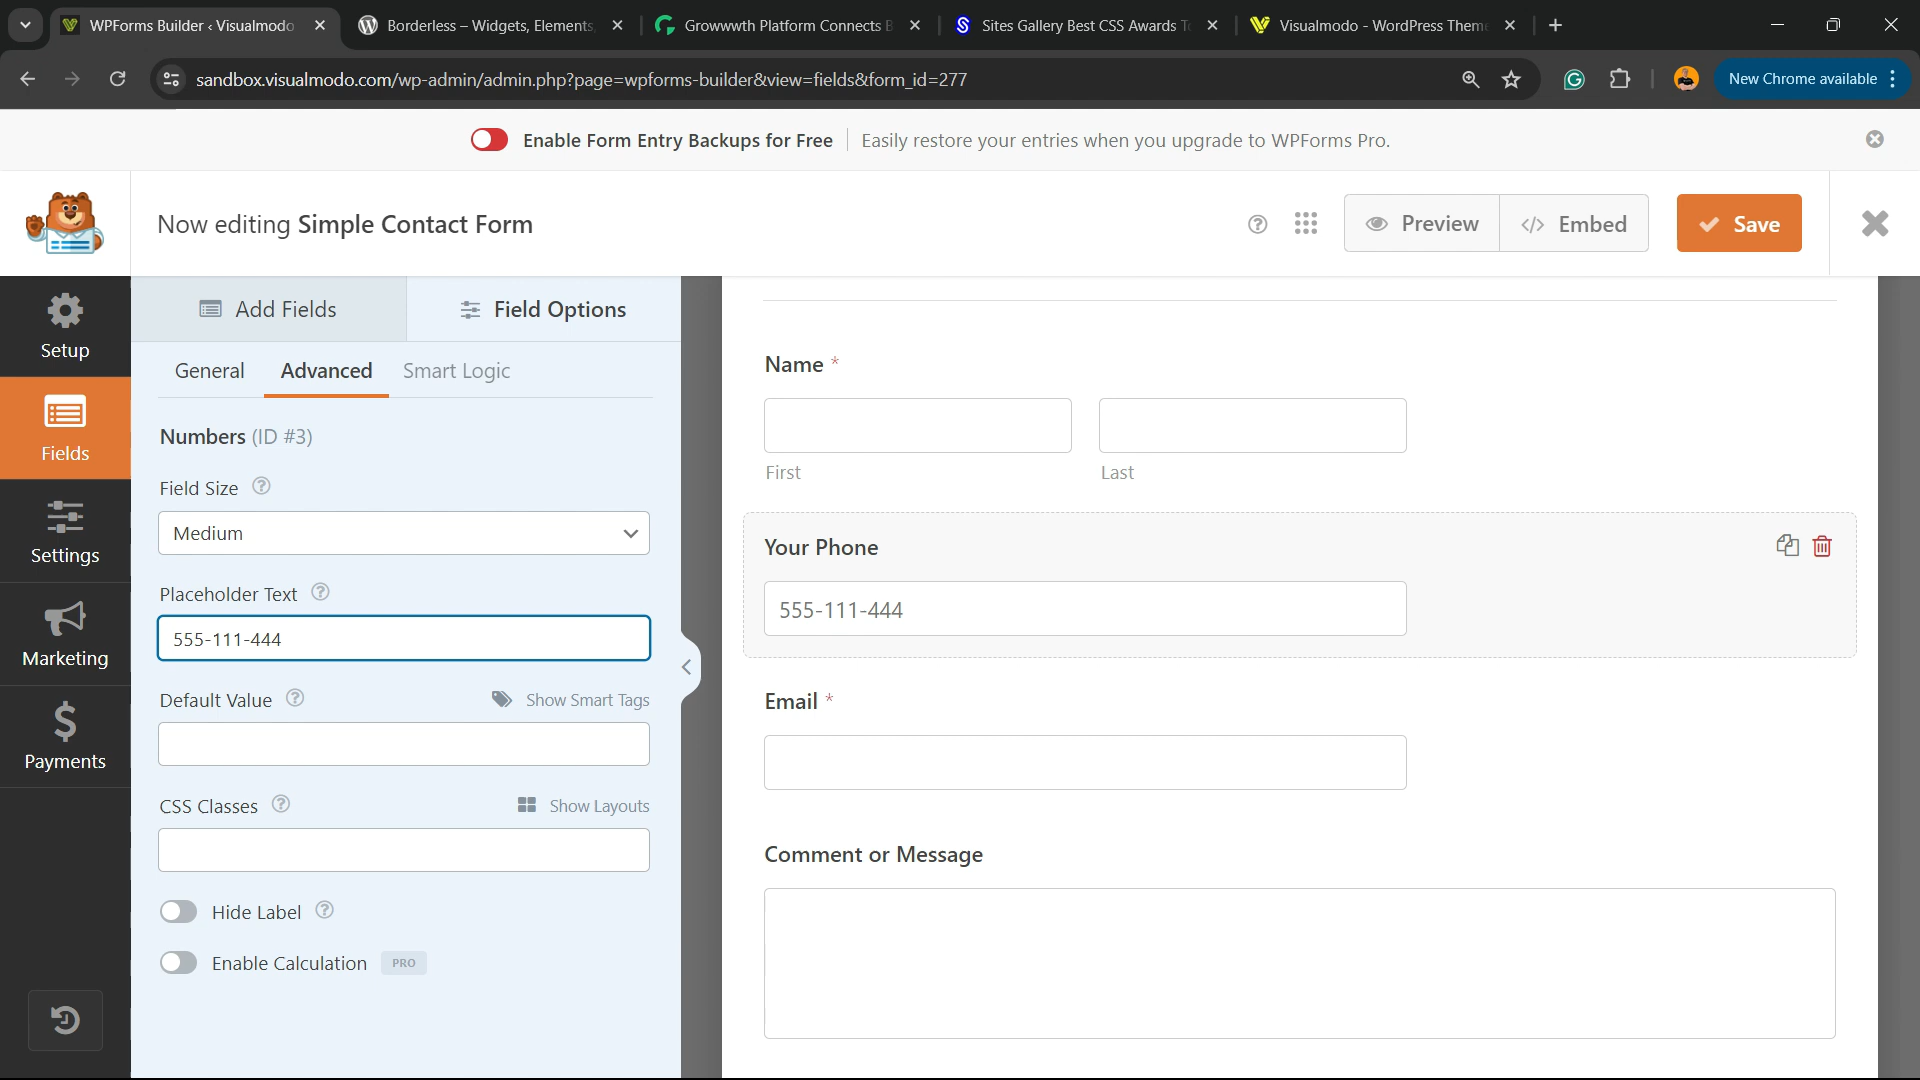 WPForms Builder ‹ Visualmodo
Borderless – Widgets, Elements,
Growwwth Platform Connects B
Sites Gallery Best CSS Awards To
Visualmodo - WordPress Theme
sandbox.visualmodo.com/wp-admin/admin.php?page=wpforms-builder&view=fields&form_id=277
New Chrome available
Enable Form Entry Backups for Free
Easily restore your entries when you upgrade to WPForms Pro.
Now editing Simple Contact Form
Preview
Embed
Save
Setup
Fields
Settings
Marketing
Payments
Add Fields
Field Options
General
Advanced
Smart Logic
Numbers (ID #3)
Field Size
Medium
Placeholder Text
555-111-444
Default Value
Show Smart Tags
CSS Classes
Show Layouts
Hide Label
Enable Calculation
PRO
Name *
First
Last
Your Phone
555-111-444
Email *
Comment or Message